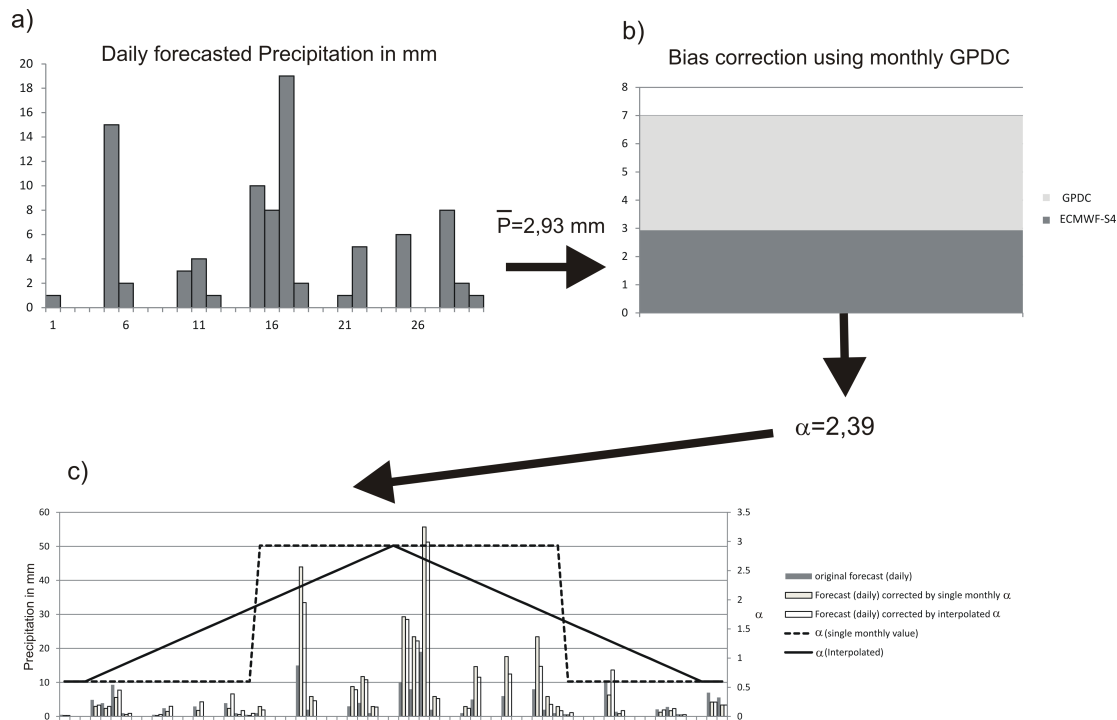 a)
Daily forecasted Precipitation in mm
20
18
16
14
12
10
8
6
4
2
0
1 6 11 16 21 26
P̅=2,93 mm
b)
Bias correction using monthly GPDC
8
7
6
5
4
3
2
1
0
GPDC
ECMWF-S4
α=2,39
c)
Precipitation in mm
60
50
40
30
20
10
0
3.5
3
2.5
2
1.5
1
0.5
0
α
original forecast (daily)
Forecast (daily) corrected by single monthly α
Forecast (daily) corrected by interpolated α
α (single monthly value)
α (Interpolated)